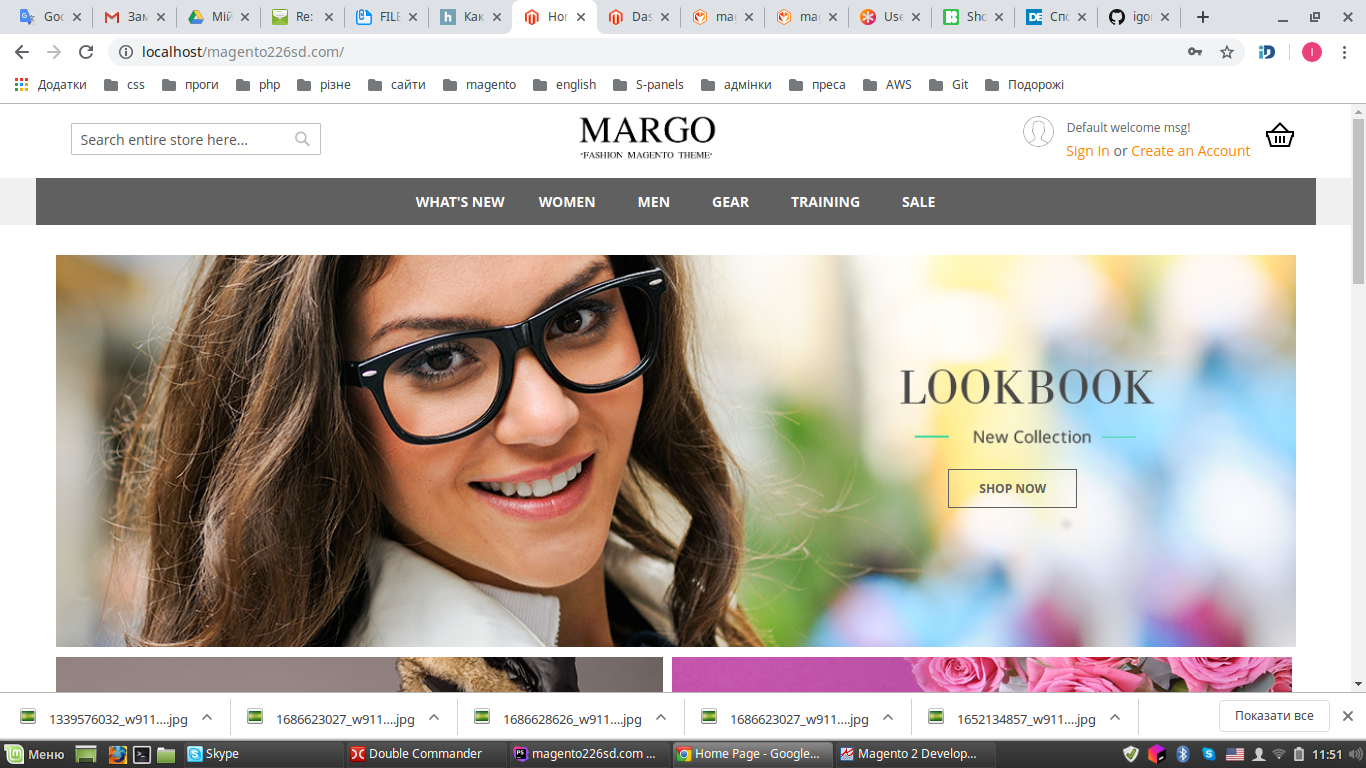 Goc
Зам
Мій
Re:
FILE
Как
Hor
Das
mag
mag
Use
Sho
Спо
igor
localhost/magento226sd.com/
Додатки
css
проги
php
різне
сайти
magento
english
S-panels
адмінки
преса
AWS
Git
Подорожі
Search entire store here...
MARGO
"FASHION MAGENTO THEME"
Default welcome msg!
Sign In or Create an Account
WHAT'S NEW
WOMEN
MEN
GEAR
TRAINING
SALE
LOOKBOOK
New Collection
SHOP NOW
1339576032_w911....jpg
1686623027_w911....jpg
1686628626_w911....jpg
1686623027_w911....jpg
1652134857_w911....jpg
Показати все
Меню
Skype
Double Commander
magento226sd.com ...
Home Page - Google...
Magento 2 Develop...
11:51